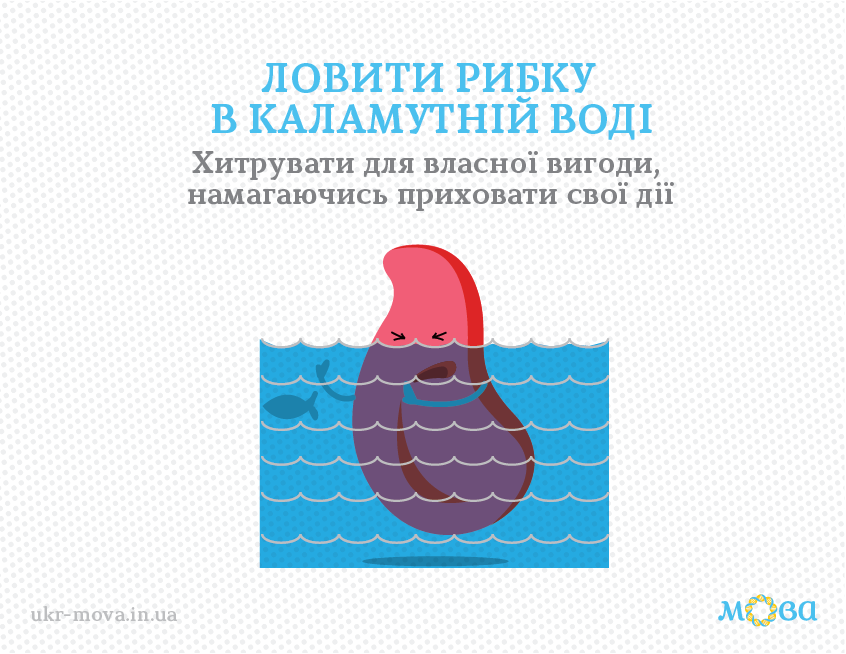 ЛОВИТИ РИБКУ
В КАЛАМУТНІЙ ВОДІ
Хитрувати для власної вигоди,
намагаючись приховати свої дії
ukr-mova.in.ua
мова